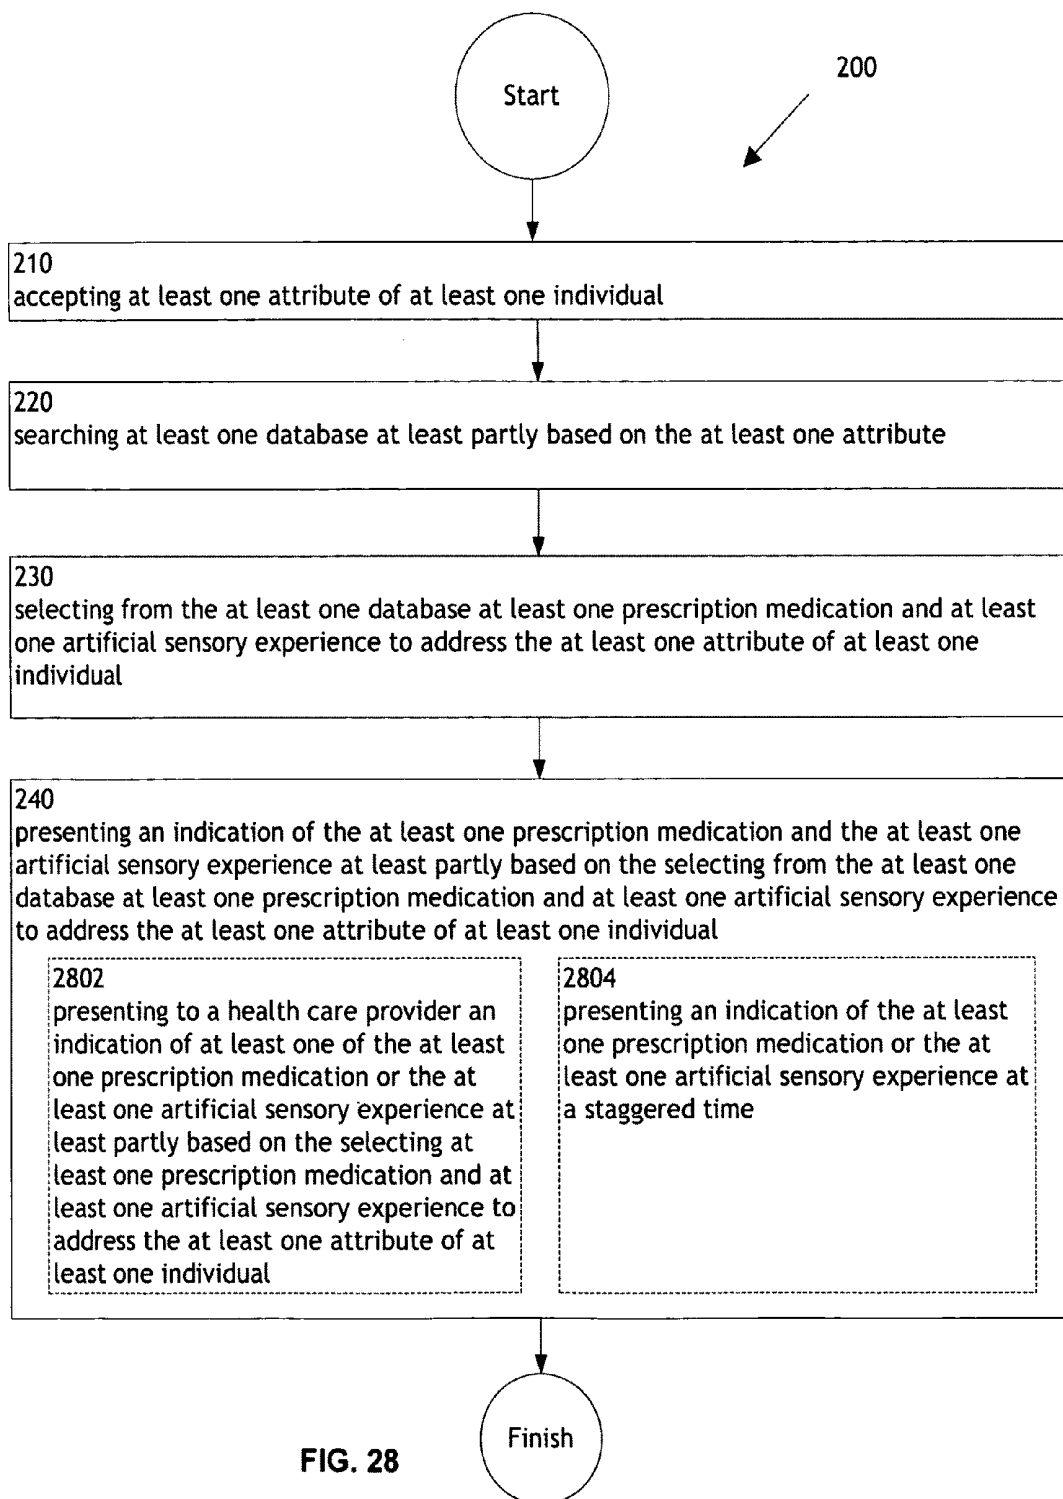 Start
200
210
accepting at least one attribute of at least one individual
220
searching at least one database at least partly based on the at least one attribute
230
selecting from the at least one database at least one prescription medication and at least
one artificial sensory experience to address the at least one attribute of at least one
individual
240
presenting an indication of the at least one prescription medication and the at least one
artificial sensory experience at least partly based on the selecting from the at least one
database at least one prescription medication and at least one artificial sensory experience
to address the at least one attribute of at least one individual
2802
presenting to a health care provider an
indication of at least one of the at least
one prescription medication or the at
least one artificial sensory experience at
least partly based on the selecting at
least one prescription medication and at
least one artificial sensory experience to
address the at least one attribute of at
least one individual
2804
presenting an indication of the at least
one prescription medication or the at
least one artificial sensory experience at
a staggered time
Finish
FIG. 28